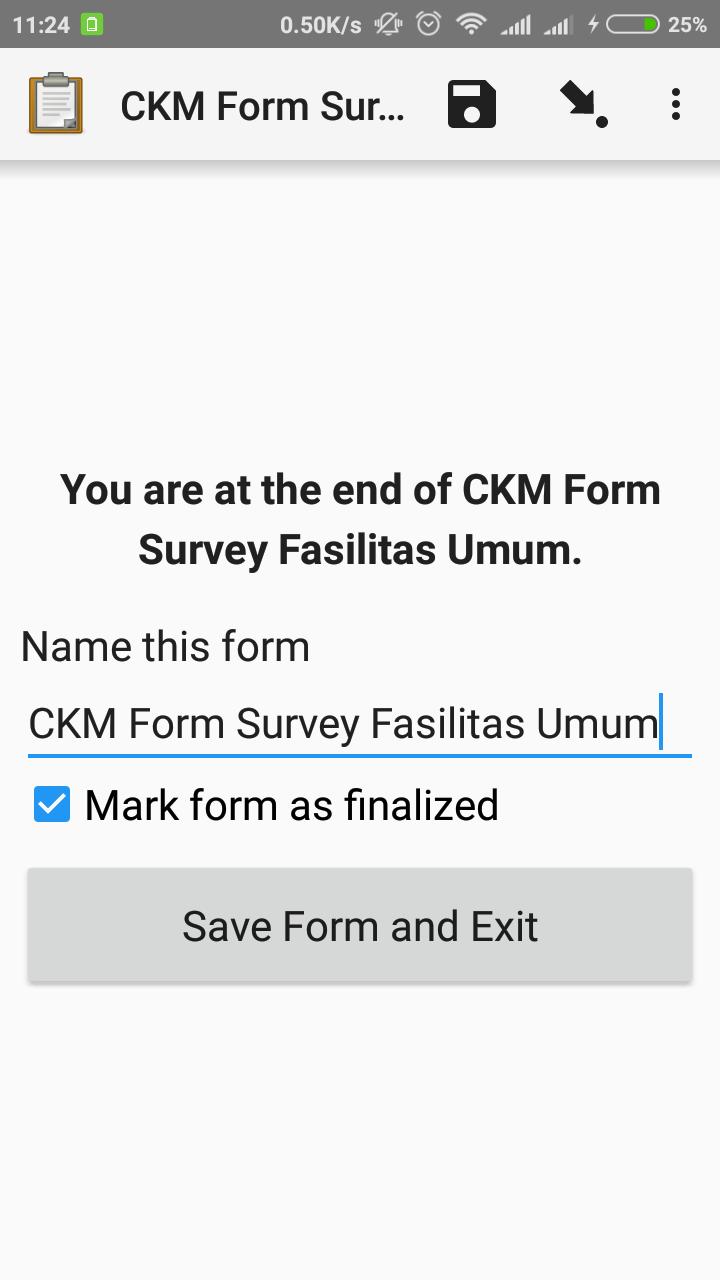 11:24 0.50K/s 25%
CKM Form Sur...
You are at the end of CKM Form
Survey Fasilitas Umum.
Name this form
CKM Form Survey Fasilitas Umum
Mark form as finalized
Save Form and Exit